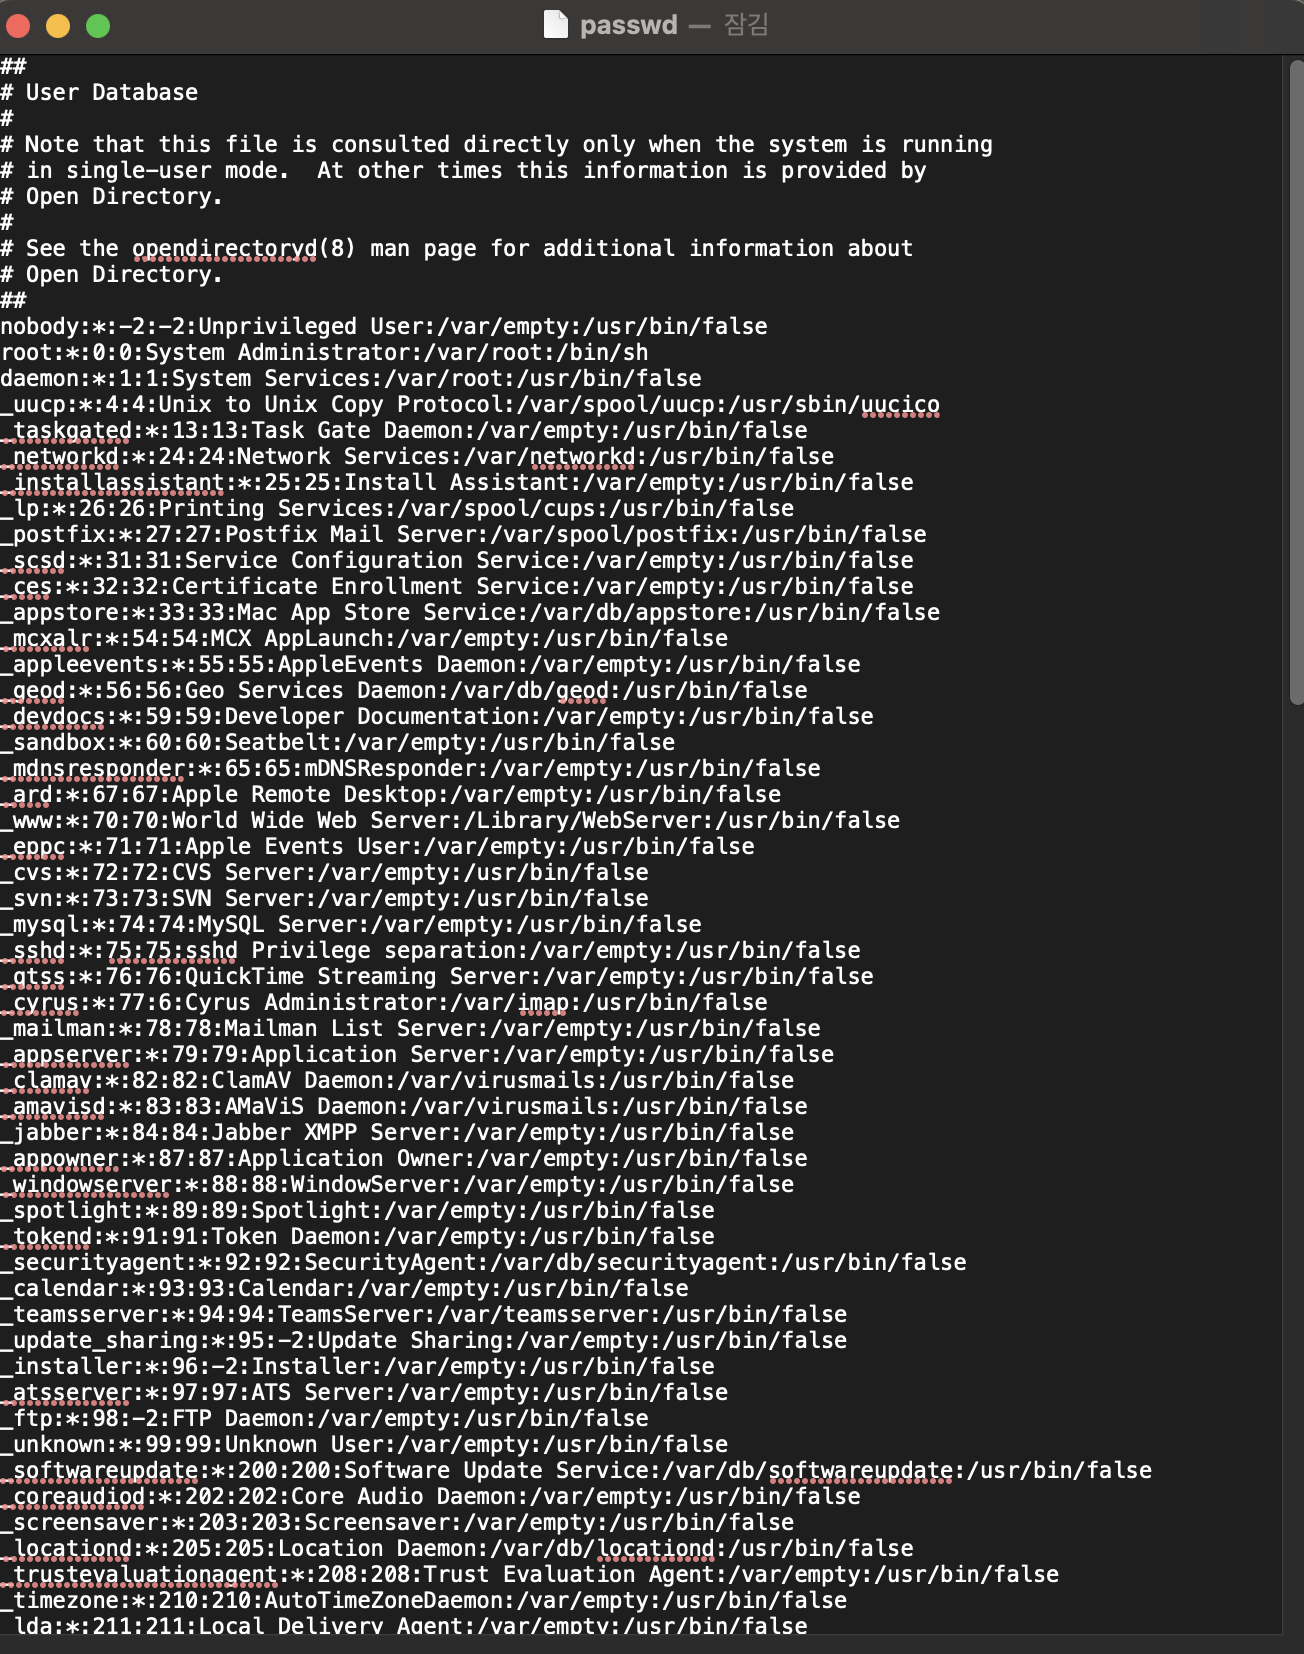 passwd — 잠김
##
# User Database
#
# Note that this file is consulted directly only when the system is running
# in single-user mode.  At other times this information is provided by
# Open Directory.
#
# See the opendirectoryd(8) man page for additional information about
# Open Directory.
##
nobody:*:-2:-2:Unprivileged User:/var/empty:/usr/bin/false
root:*:0:0:System Administrator:/var/root:/bin/sh
daemon:*:1:1:System Services:/var/root:/usr/bin/false
_uucp:*:4:4:Unix to Unix Copy Protocol:/var/spool/uucp:/usr/sbin/uucico
_taskgated:*:13:13:Task Gate Daemon:/var/empty:/usr/bin/false
_networkd:*:24:24:Network Services:/var/networkd:/usr/bin/false
_installassistant:*:25:25:Install Assistant:/var/empty:/usr/bin/false
_lp:*:26:26:Printing Services:/var/spool/cups:/usr/bin/false
_postfix:*:27:27:Postfix Mail Server:/var/spool/postfix:/usr/bin/false
_scsd:*:31:31:Service Configuration Service:/var/empty:/usr/bin/false
_ces:*:32:32:Certificate Enrollment Service:/var/empty:/usr/bin/false
_appstore:*:33:33:Mac App Store Service:/var/db/appstore:/usr/bin/false
_mcxalr:*:54:54:MCX AppLaunch:/var/empty:/usr/bin/false
_appleevents:*:55:55:AppleEvents Daemon:/var/empty:/usr/bin/false
_geod:*:56:56:Geo Services Daemon:/var/db/geod:/usr/bin/false
_devdocs:*:59:59:Developer Documentation:/var/empty:/usr/bin/false
_sandbox:*:60:60:Seatbelt:/var/empty:/usr/bin/false
_mdnsresponder:*:65:65:mDNSResponder:/var/empty:/usr/bin/false
_ard:*:67:67:Apple Remote Desktop:/var/empty:/usr/bin/false
_www:*:70:70:World Wide Web Server:/Library/WebServer:/usr/bin/false
_eppc:*:71:71:Apple Events User:/var/empty:/usr/bin/false
_cvs:*:72:72:CVS Server:/var/empty:/usr/bin/false
_svn:*:73:73:SVN Server:/var/empty:/usr/bin/false
_mysql:*:74:74:MySQL Server:/var/empty:/usr/bin/false
_sshd:*:75:75:sshd Privilege separation:/var/empty:/usr/bin/false
_qtss:*:76:76:QuickTime Streaming Server:/var/empty:/usr/bin/false
_cyrus:*:77:6:Cyrus Administrator:/var/imap:/usr/bin/false
_mailman:*:78:78:Mailman List Server:/var/empty:/usr/bin/false
_appserver:*:79:79:Application Server:/var/empty:/usr/bin/false
_clamav:*:82:82:ClamAV Daemon:/var/virusmails:/usr/bin/false
_amavisd:*:83:83:AMaViS Daemon:/var/virusmails:/usr/bin/false
_jabber:*:84:84:Jabber XMPP Server:/var/empty:/usr/bin/false
_appowner:*:87:87:Application Owner:/var/empty:/usr/bin/false
_windowserver:*:88:88:WindowServer:/var/empty:/usr/bin/false
_spotlight:*:89:89:Spotlight:/var/empty:/usr/bin/false
_tokend:*:91:91:Token Daemon:/var/empty:/usr/bin/false
_securityagent:*:92:92:SecurityAgent:/var/db/securityagent:/usr/bin/false
_calendar:*:93:93:Calendar:/var/empty:/usr/bin/false
_teamsserver:*:94:94:TeamsServer:/var/teamsserver:/usr/bin/false
_update_sharing:*:95:-2:Update Sharing:/var/empty:/usr/bin/false
_installer:*:96:-2:Installer:/var/empty:/usr/bin/false
_atsserver:*:97:97:ATS Server:/var/empty:/usr/bin/false
_ftp:*:98:-2:FTP Daemon:/var/empty:/usr/bin/false
_unknown:*:99:99:Unknown User:/var/empty:/usr/bin/false
_softwareupdate:*:200:200:Software Update Service:/var/db/softwareupdate:/usr/bin/false
_coreaudiod:*:202:202:Core Audio Daemon:/var/empty:/usr/bin/false
_screensaver:*:203:203:Screensaver:/var/empty:/usr/bin/false
_locationd:*:205:205:Location Daemon:/var/db/locationd:/usr/bin/false
_trustevaluationagent:*:208:208:Trust Evaluation Agent:/var/empty:/usr/bin/false
_timezone:*:210:210:AutoTimeZoneDaemon:/var/empty:/usr/bin/false
_lda:*:211:211:Local Delivery Agent:/var/empty:/usr/bin/false